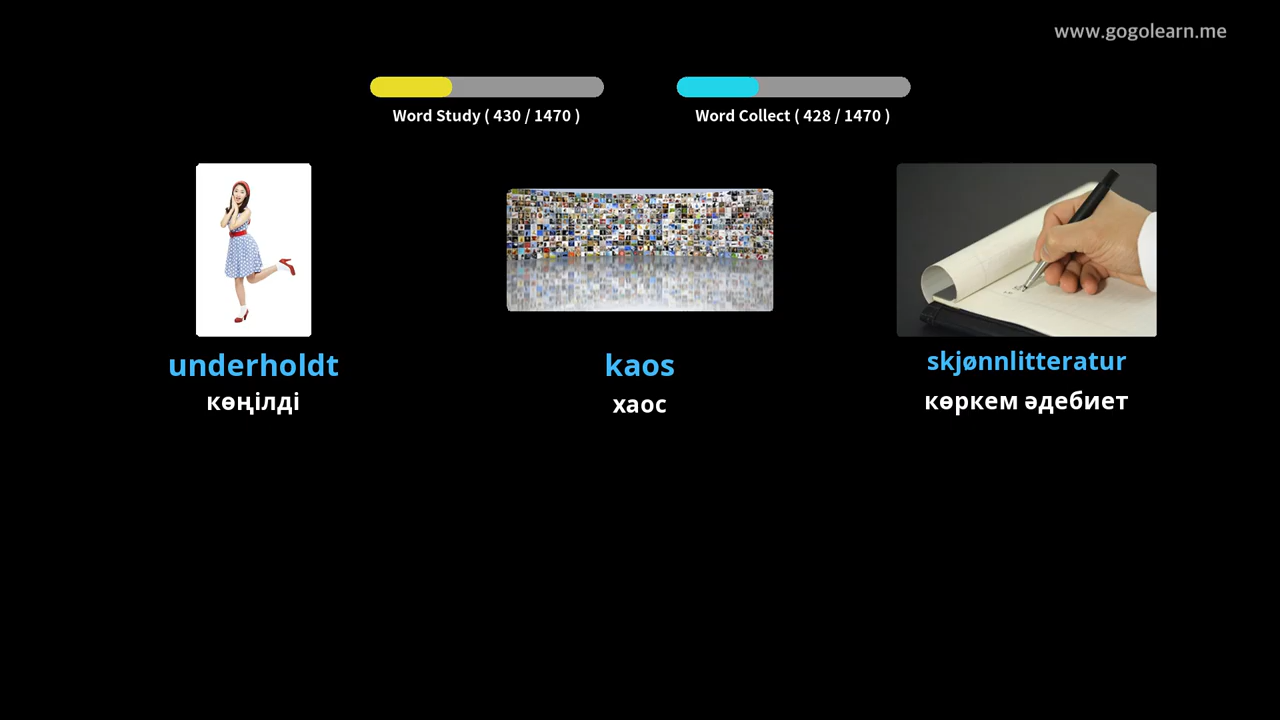 www.gogolearn.me
Word Study ( 430 / 1470 )
Word Collect ( 428 / 1470 )
underholdt
көңілді
kaos
хаос
skjønnlitteratur
көркем әдебиет